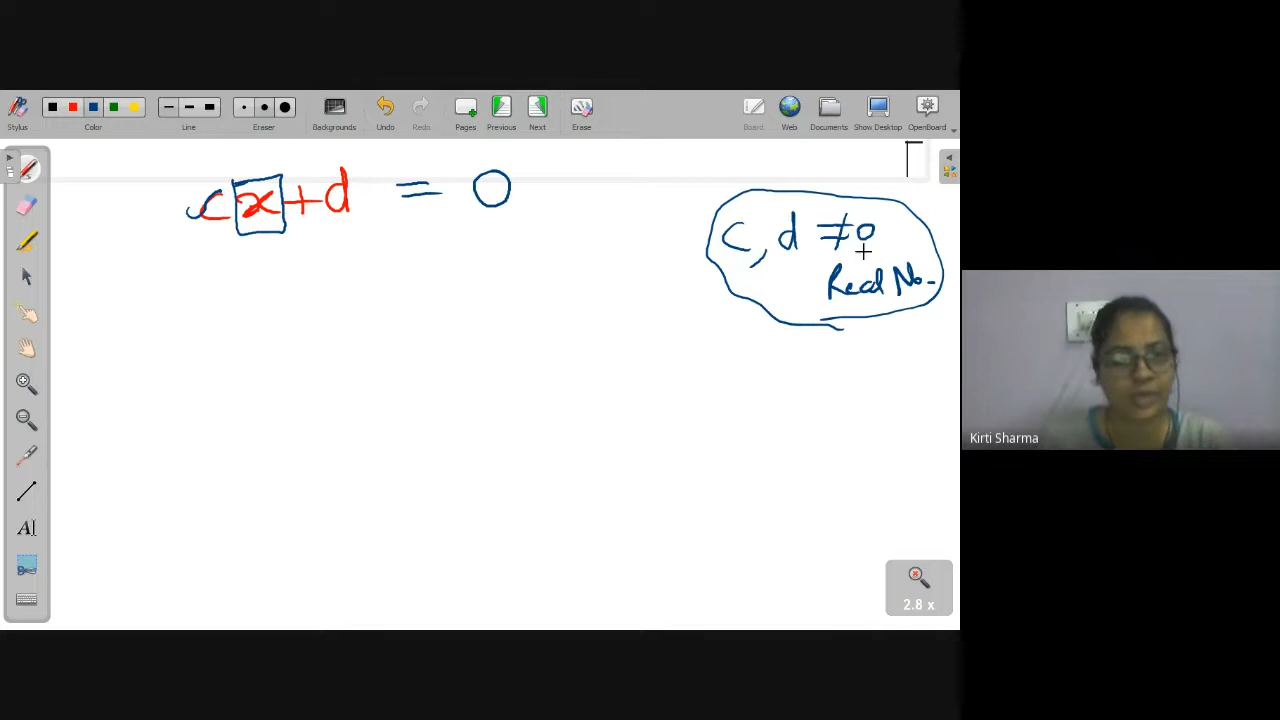 Stylus Color Line Eraser Backgrounds Undo Redo Pages Previous Next Erase Board Web Documents Show Desktop OpenBoard
cx+d = 0
c, d ≠0
Real No.
Kirti Sharma
2.8 x